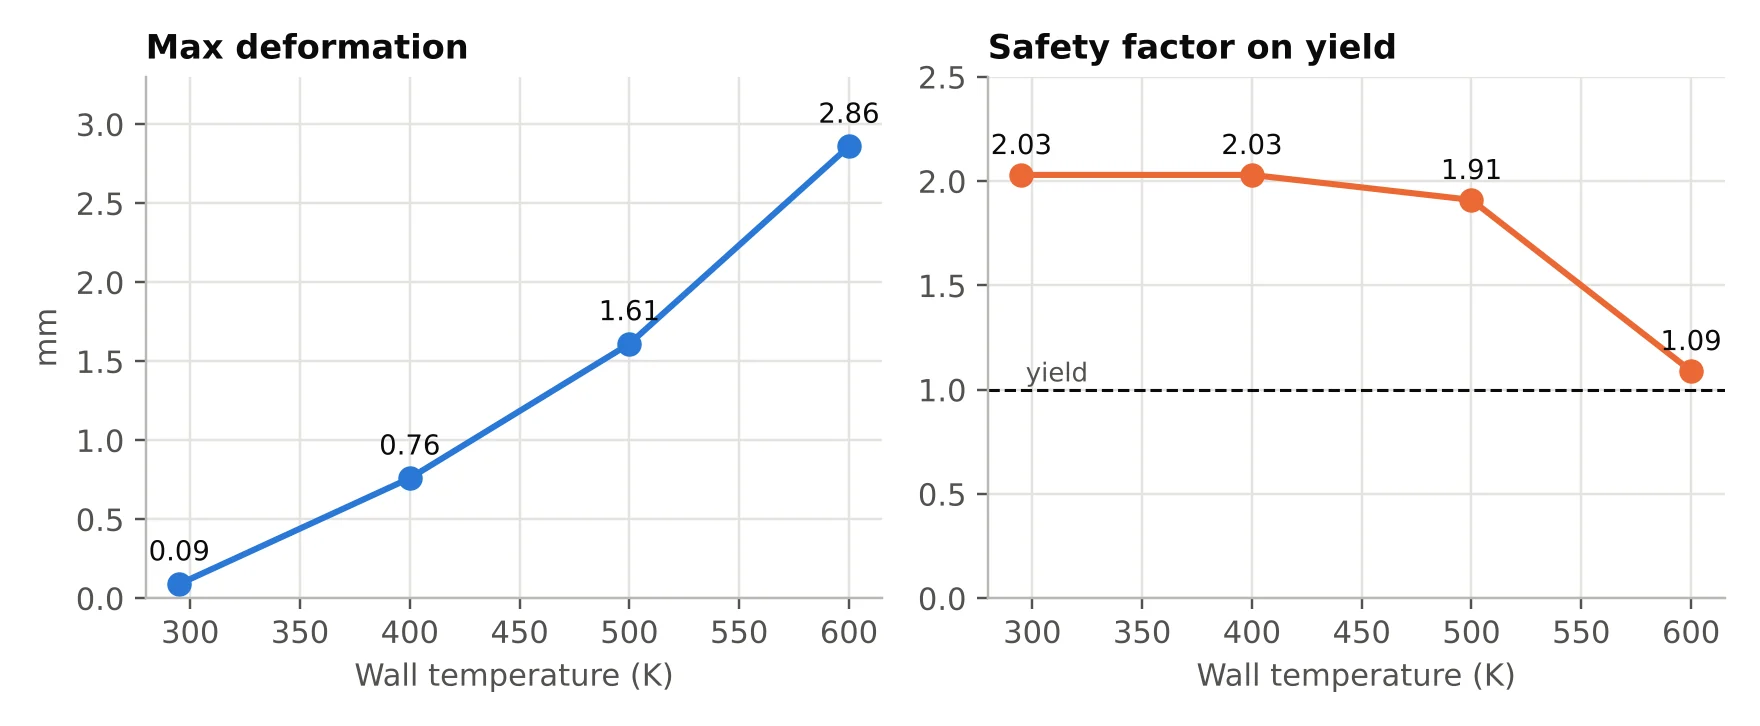 Max deformation
mm
3.0
2.5
2.0
1.5
1.0
0.5
0.0
0.09
0.76
1.61
2.86
300 350 400 450 500 550 600
Wall temperature (K)
Safety factor on yield
2.5
2.0
1.5
1.0
0.5
0.0
2.03
2.03
1.91
1.09
yield
300 350 400 450 500 550 600
Wall temperature (K)